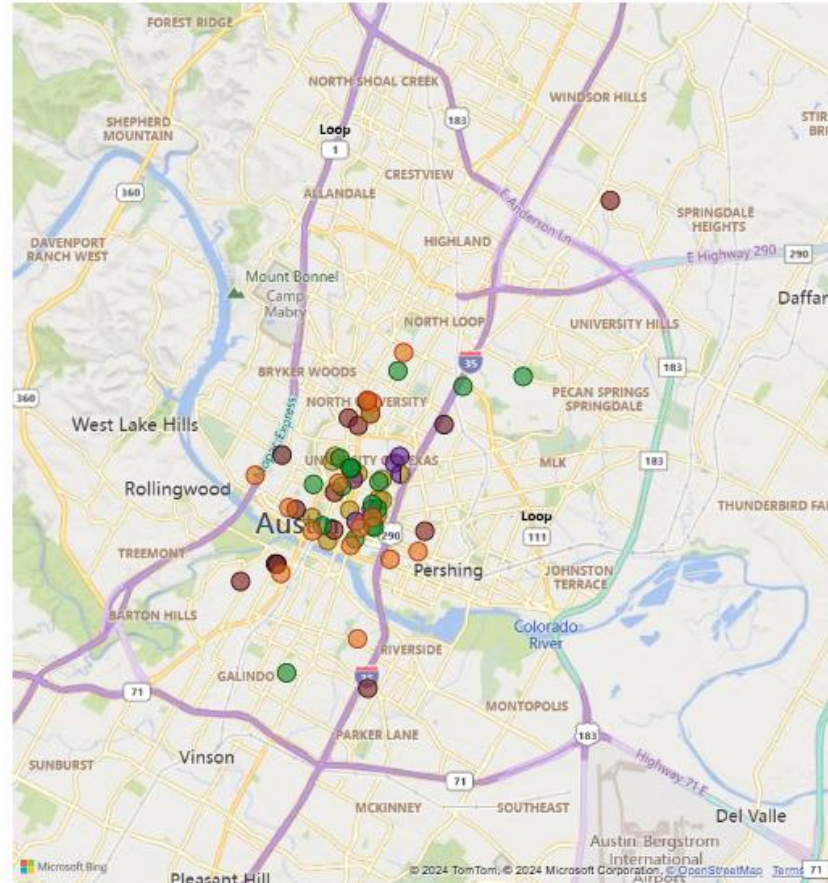 FOREST RIDGE
NORTH SHOAL CREEK
WINDSOR HILLS
SHEPHERD
MOUNTAIN
183
Loop
1
CRESTVIEW
360
ALLANDALE
E Anderson Ln
SPRINGDALE
HEIGHTS
DAVENPORT
RANCH WEST
HIGHLAND
E Highway 290
290
Mount Bonnel
Camp
Mabry
NORTH LOOP
UNIVERSITY HILLS
35
183
BRYKER WOODS
360
PECAN SPRINGS
SPRINGDALE
West Lake Hills
MLK
183
Rollingwood
THUNDERBIRD
Loop
111
290
TREMONT
Pershing
JOHNSTON
TERRACE
BARTON HILLS
Colorado
River
RIVERSIDE
GALINDO
71
MONTOPOLIS
183
PARKER LANE
Vinson
SUNBURST
71
Highway 71 E
MCKINNEY
SOUTHEAST
Del Valle
Austin Bergstrom
International
Airport
Microsoft Bing
Pleasant Hill
© 2024 TomTom, © 2024 Microsoft Corporation, © OpenStreetMap Terms
71